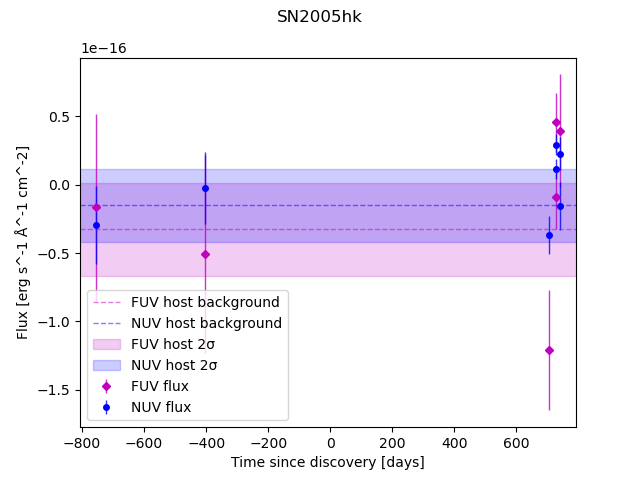 SN2005hk
1e−16
Flux [erg s^-1 Å^-1 cm^-2]
0.5
0.0
−0.5
−1.0
−1.5
FUV host background
NUV host background
FUV host 2σ
NUV host 2σ
FUV flux
NUV flux
−800 −600 −400 −200 0 200 400 600
Time since discovery [days]